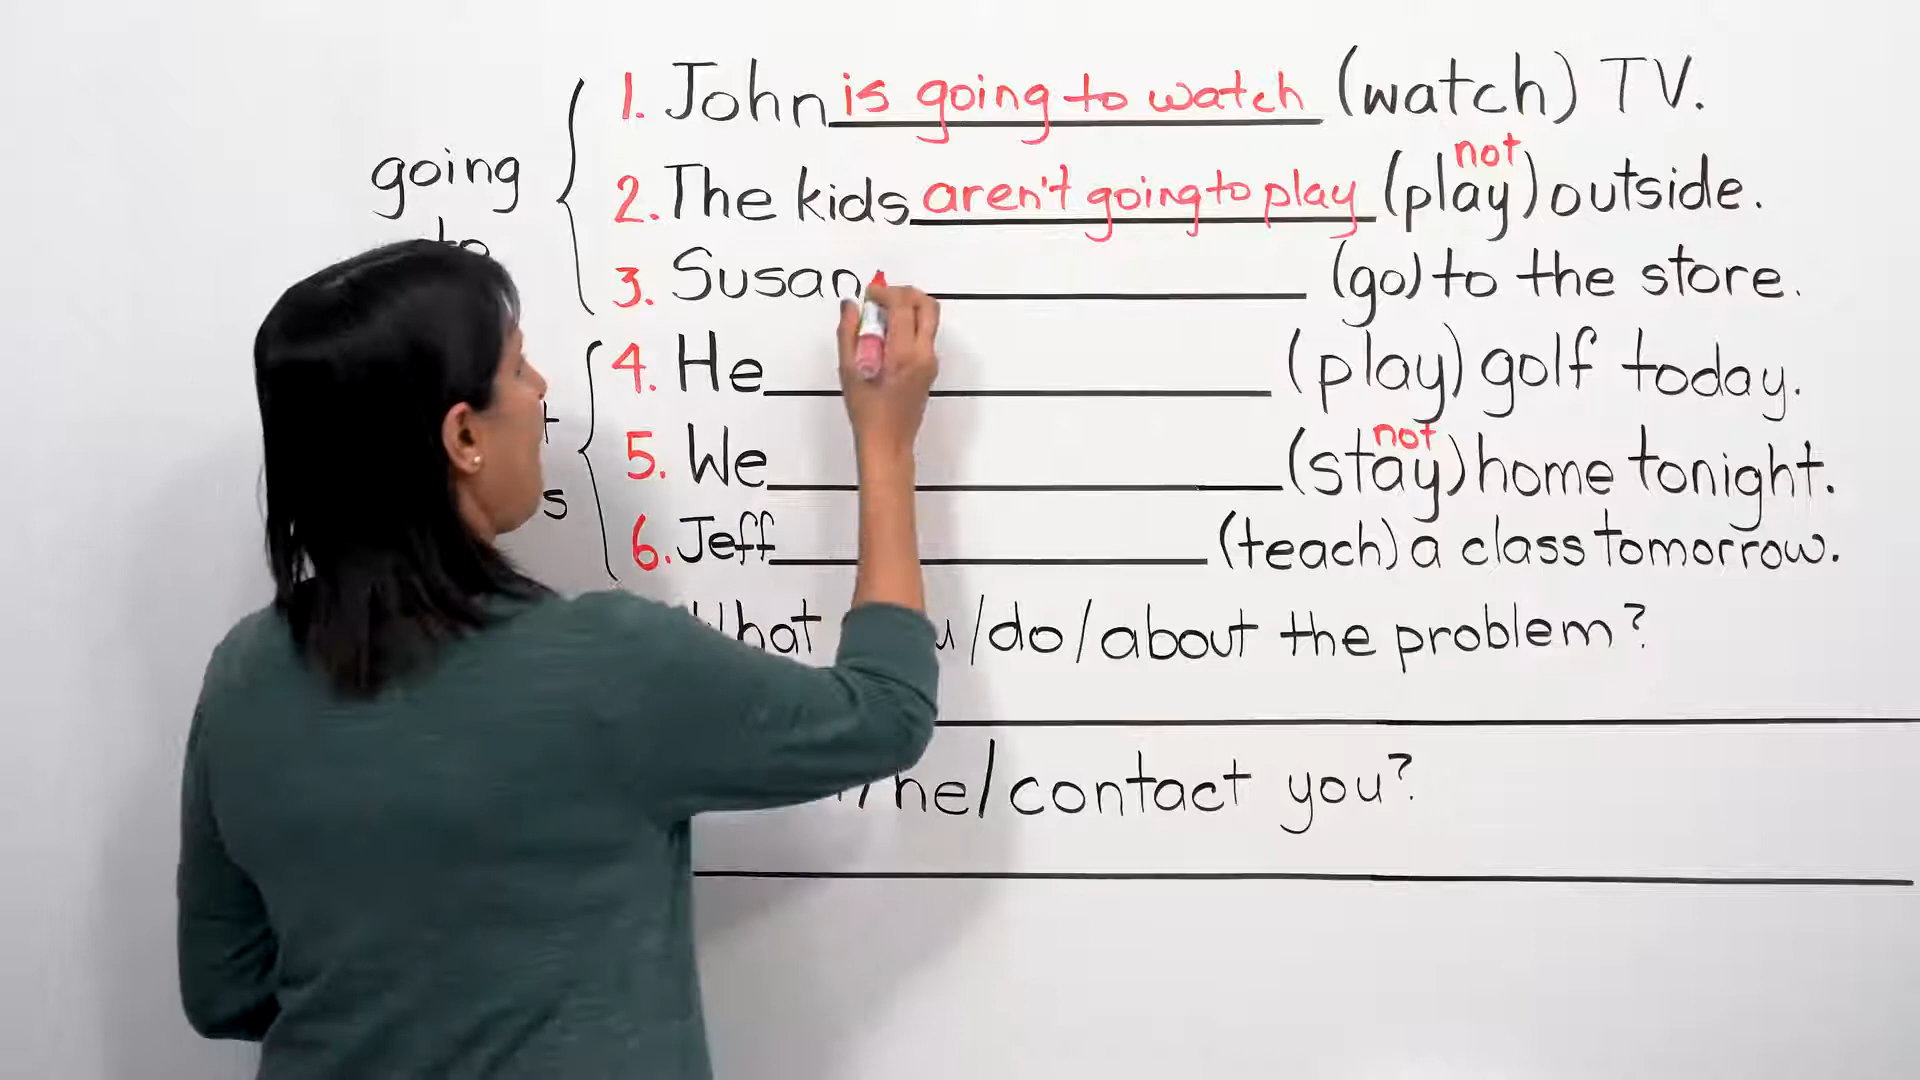 going
to
1. John is going to watch (watch) TV.
not
2. The kids aren't going to play (play) outside.
3. Susan (go) to the store.
4. He (play) golf today.
not
5. We (stay) home tonight.
6. Jeff (teach) a class tomorrow.
/do/about the problem?
/he/contact you?